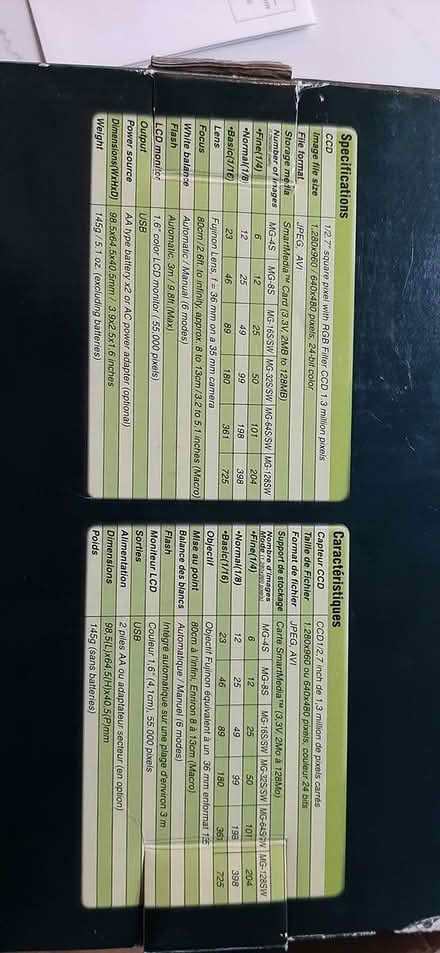 Specifications
CCD 1/2.7" square pixel with RGB Filter CCD 1.3 million pixels
Image file size 1,280x960 / 640x480 pixels, 24-bit color
File format JPEG, AVI
Storage media SmartMedia™ Card (3.3V, 2MB to 128MB)
Number of images MG-4S MG-8S MG-16S/SW MG-32S/SW MG-64S/SW MG-128SW
•Fine(1/4) 6 12 25 50 101 204
•Normal(1/8) 12 25 49 99 198 398
•Basic(1/16) 23 46 89 180 361 725
Lens Fujinon Lens, f = 36 mm on a 35 mm camera
Focus 80cm /2.6ft. to infinity, approx. 8 to 13cm /3.2 to 5.1 inches (Macro)
White balance Automatic / Manual (6 modes)
Flash Automatic, 3m / 9.8ft.(Max)
LCD monitor 1.6" color LCD monitor ( 55,000 pixels)
Output USB
Power source AA type battery x2 or AC power adapter (optional)
Dimensions(WxHxD) 98.5x64.5x40.5mm / 3.9x2.5x1.6 inches
Weight 145g / 5.1 oz. (excluding batteries)
Caractéristiques
Capteur CCD CCD1/2,7 inch de 1,3 million de pixels carrés
Taille de Fichier 1.280x960 ou 640x480 pixels, couleur 24 bits
Format de fichier JPEG, AVI
Support de stockage Carte SmartMedia™ (3,3V, 2Mo à 128Mo)
Nombre d'images MG-4S MG-8S MG-16S/SW MG-32S/SW MG-64S/SW MG-128SW
•Fine(1/4) 6 12 25 50 101 204
•Normal(1/8) 12 25 49 99 198 398
•Basic(1/16) 23 46 89 180 361 725
Objectif Objectif Fujinon équivalent à un 36 mm enformat 135
Mise au point 80cm à l'infini, Environ 8 à 13cm (Macro)
Balance des blancs Automatique / Manuel (6 modes)
Flash Intégré automatique sur une plage d'environ 3 m
Moniteur LCD Couleur 1,6" (4,1cm), 55.000 pixels
Sorties USB
Alimentation 2 piles AA ou adaptateur secteur (en option)
Dimensions 98,5(L)x64,5(H)x40,5(P)mm
Poids 145g (sans batteries)